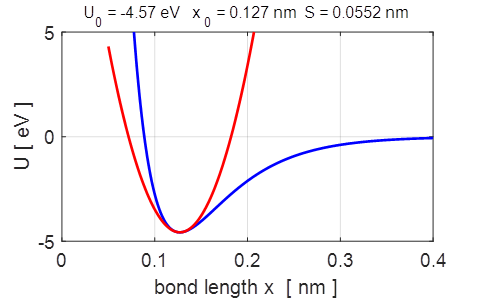 U0 = -4.57 eV x0 = 0.127 nm S = 0.0552 nm
5
0
-5
U [ eV ]
0 0.1 0.2 0.3 0.4
bond length x [ nm ]